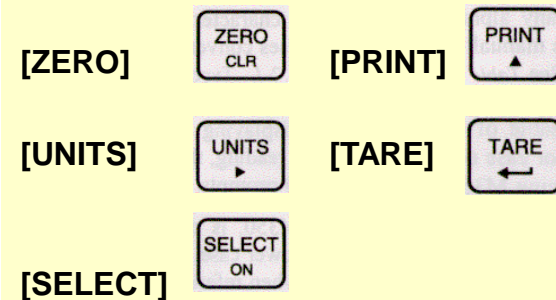 [ZERO] ZERO [PRINT] PRINT
CLR ▲
[UNITS] UNITS [TARE] TARE
▶ ↵
SELECT
[SELECT] ON